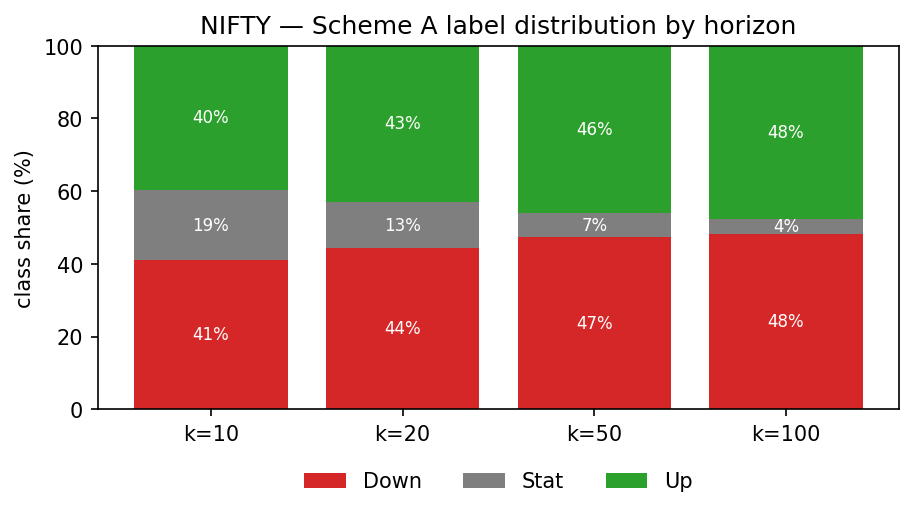 NIFTY — Scheme A label distribution by horizon
class share (%)
100
80
60
40
20
0
40%
43%
46%
48%
19%
13%
7%
4%
41%
44%
47%
48%
k=10
k=20
k=50
k=100
Down
Stat
Up